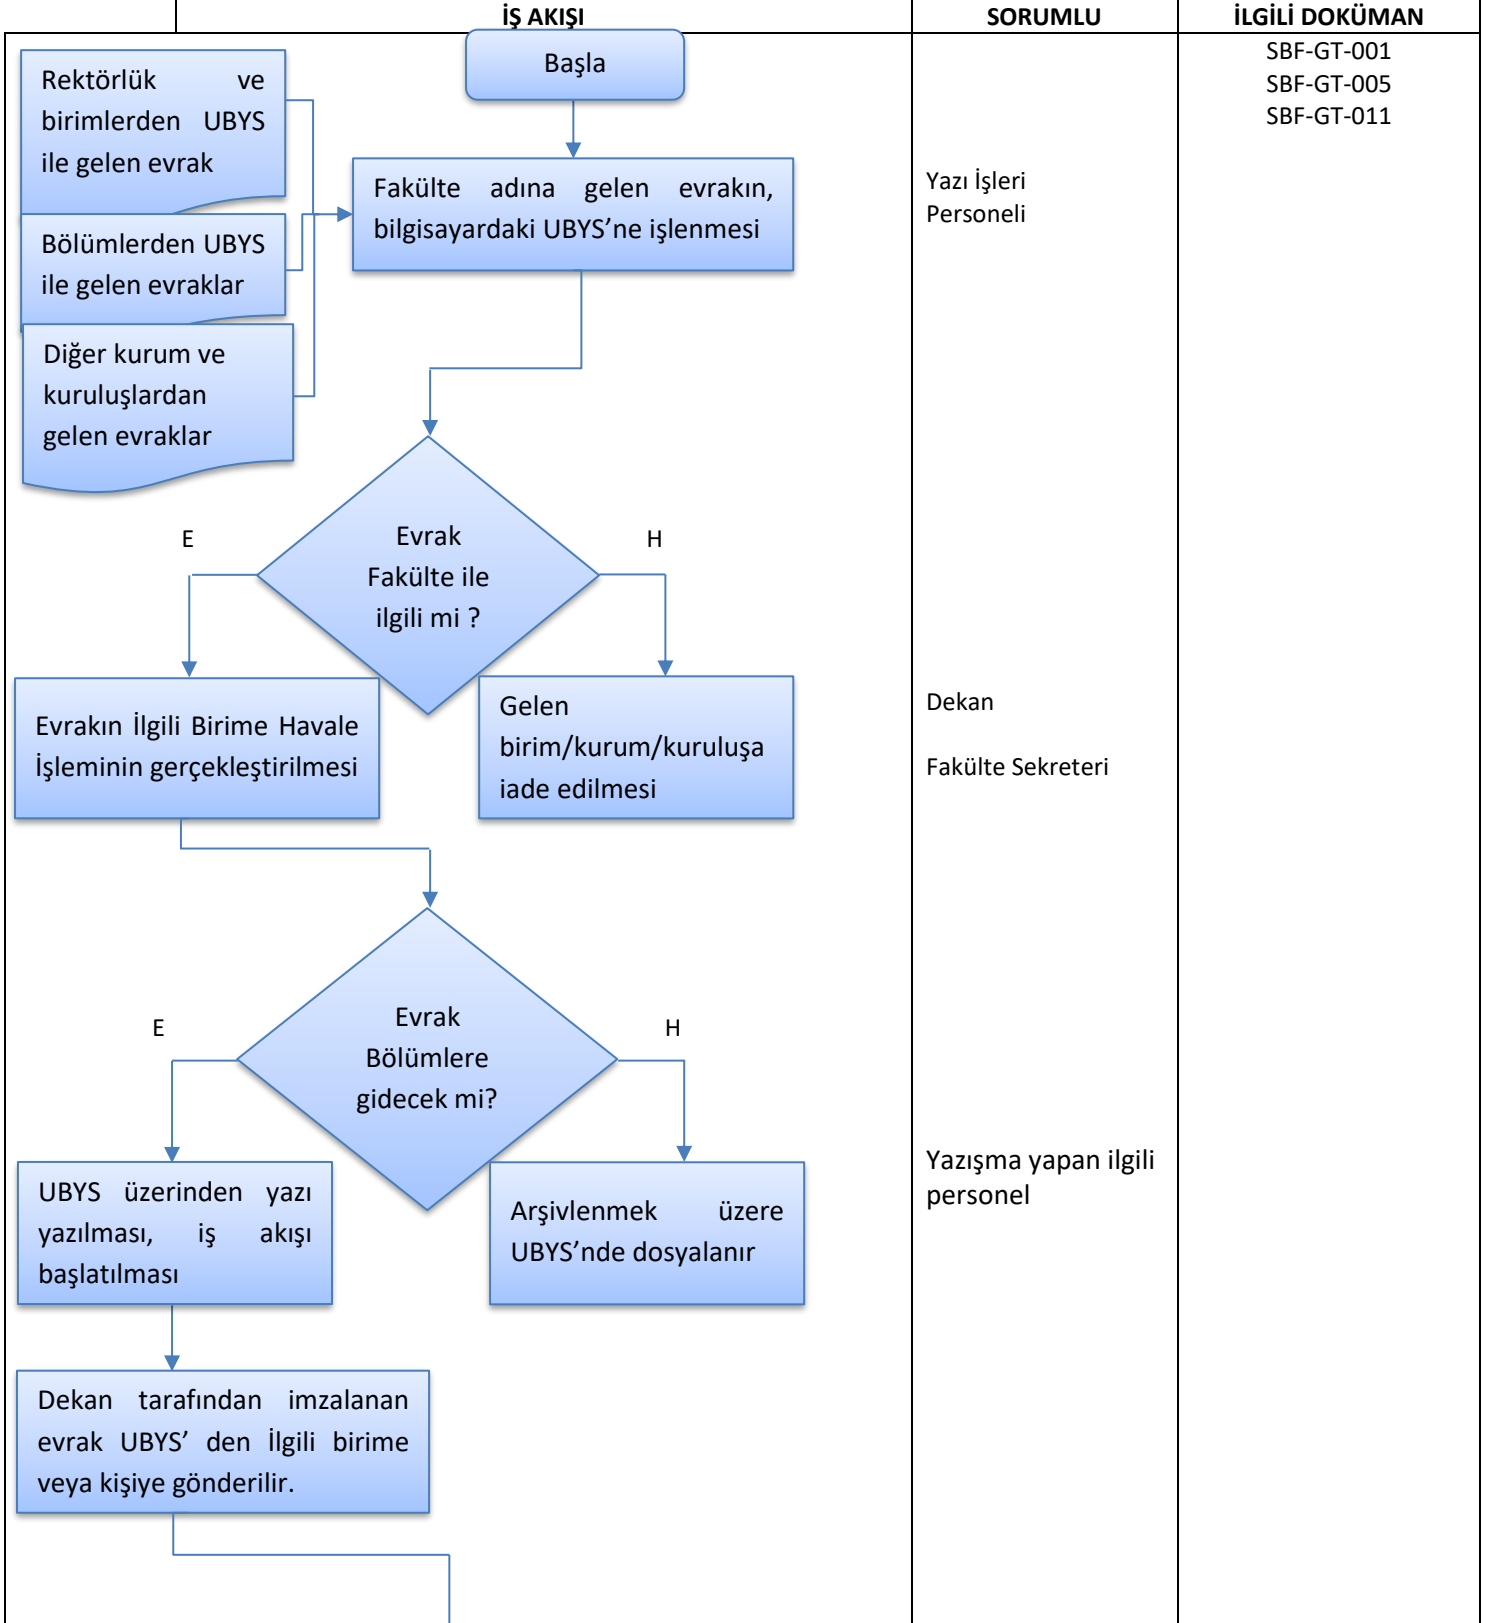 İŞ AKIŞI
SORUMLU
İLGİLİ DOKÜMAN
Başla
SBF-GT-001
SBF-GT-005
SBF-GT-011
Rektörlük ve
birimlerden UBYS
ile gelen evrak
Fakülte adına gelen evrakın,
bilgisayardaki UBYS’ne işlenmesi
Yazı İşleri
Personeli
Bölümlerden UBYS
ile gelen evraklar
Diğer kurum ve
kuruluşlardan
gelen evraklar
E
Evrak
Fakülte ile
ilgili mi ?
H
Evrakın İlgili Birime Havale
İşleminin gerçekleştirilmesi
Gelen
birim/kurum/kuruluşa
iade edilmesi
Dekan
Fakülte Sekreteri
E
Evrak
Bölümlere
gidecek mi?
H
UBYS üzerinden yazı
yazılması, iş akışı
başlatılması
Arşivlenmek üzere
UBYS’nde dosyalanır
Yazışma yapan ilgili
personel
Dekan tarafından imzalanan
evrak UBYS’ den İlgili birime
veya kişiye gönderilir.